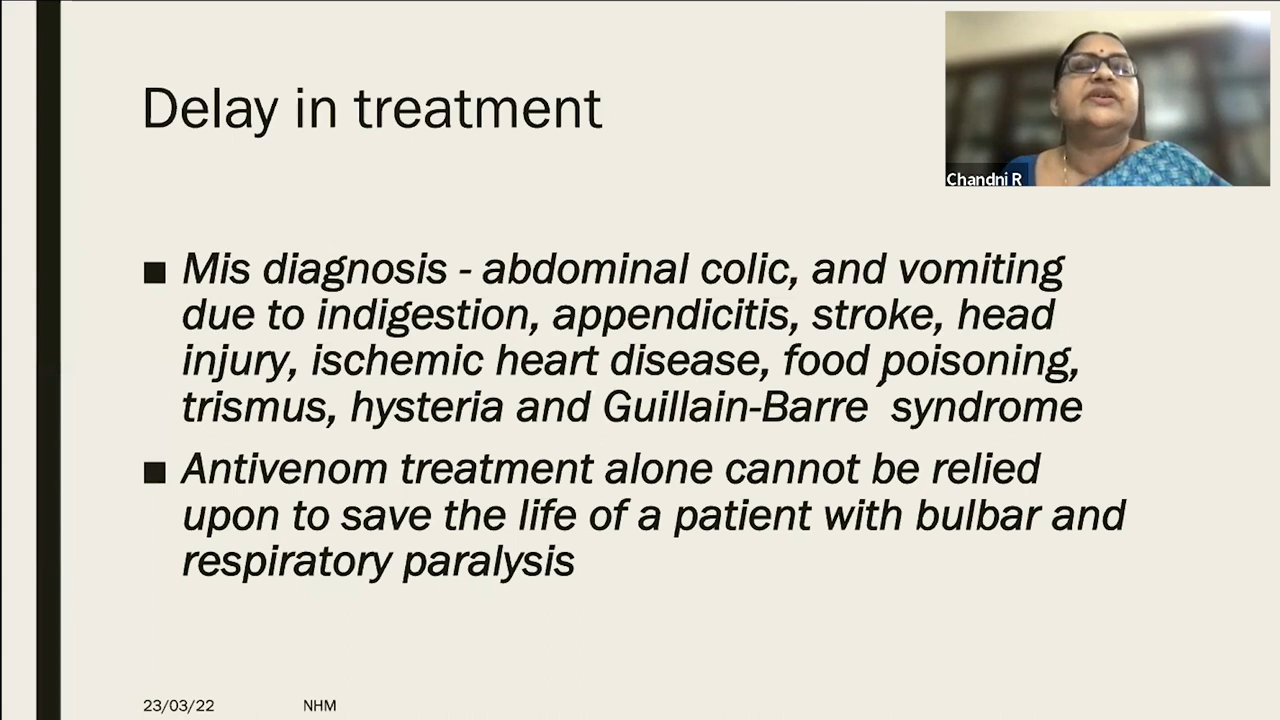 Delay in treatment
Chandni R
■ Mis diagnosis - abdominal colic, and vomiting
due to indigestion, appendicitis, stroke, head
injury, ischemic heart disease, food poisoning,
trismus, hysteria and Guillain-Barre ́ syndrome
■ Antivenom treatment alone cannot be relied
upon to save the life of a patient with bulbar and
respiratory paralysis
23/03/22 NHM